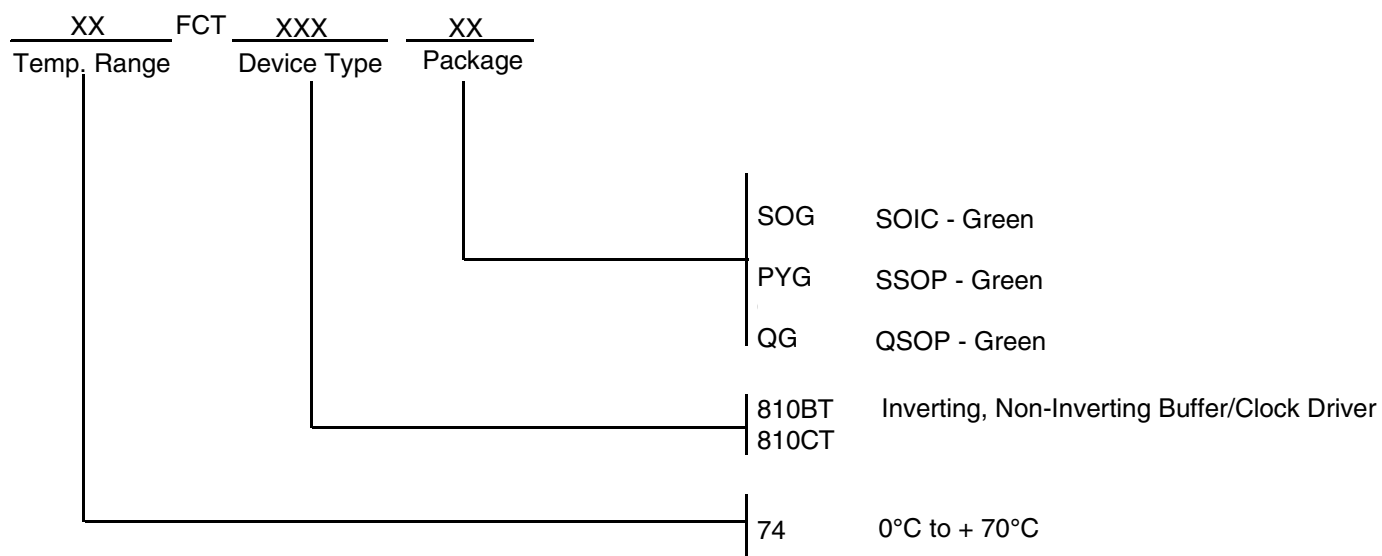 XX FCT XXX XX
Temp. Range Device Type Package
SOG SOIC - Green
PYG SSOP - Green
QG QSOP - Green
810BT Inverting, Non-Inverting Buffer/Clock Driver
810CT
74 0°C to + 70°C